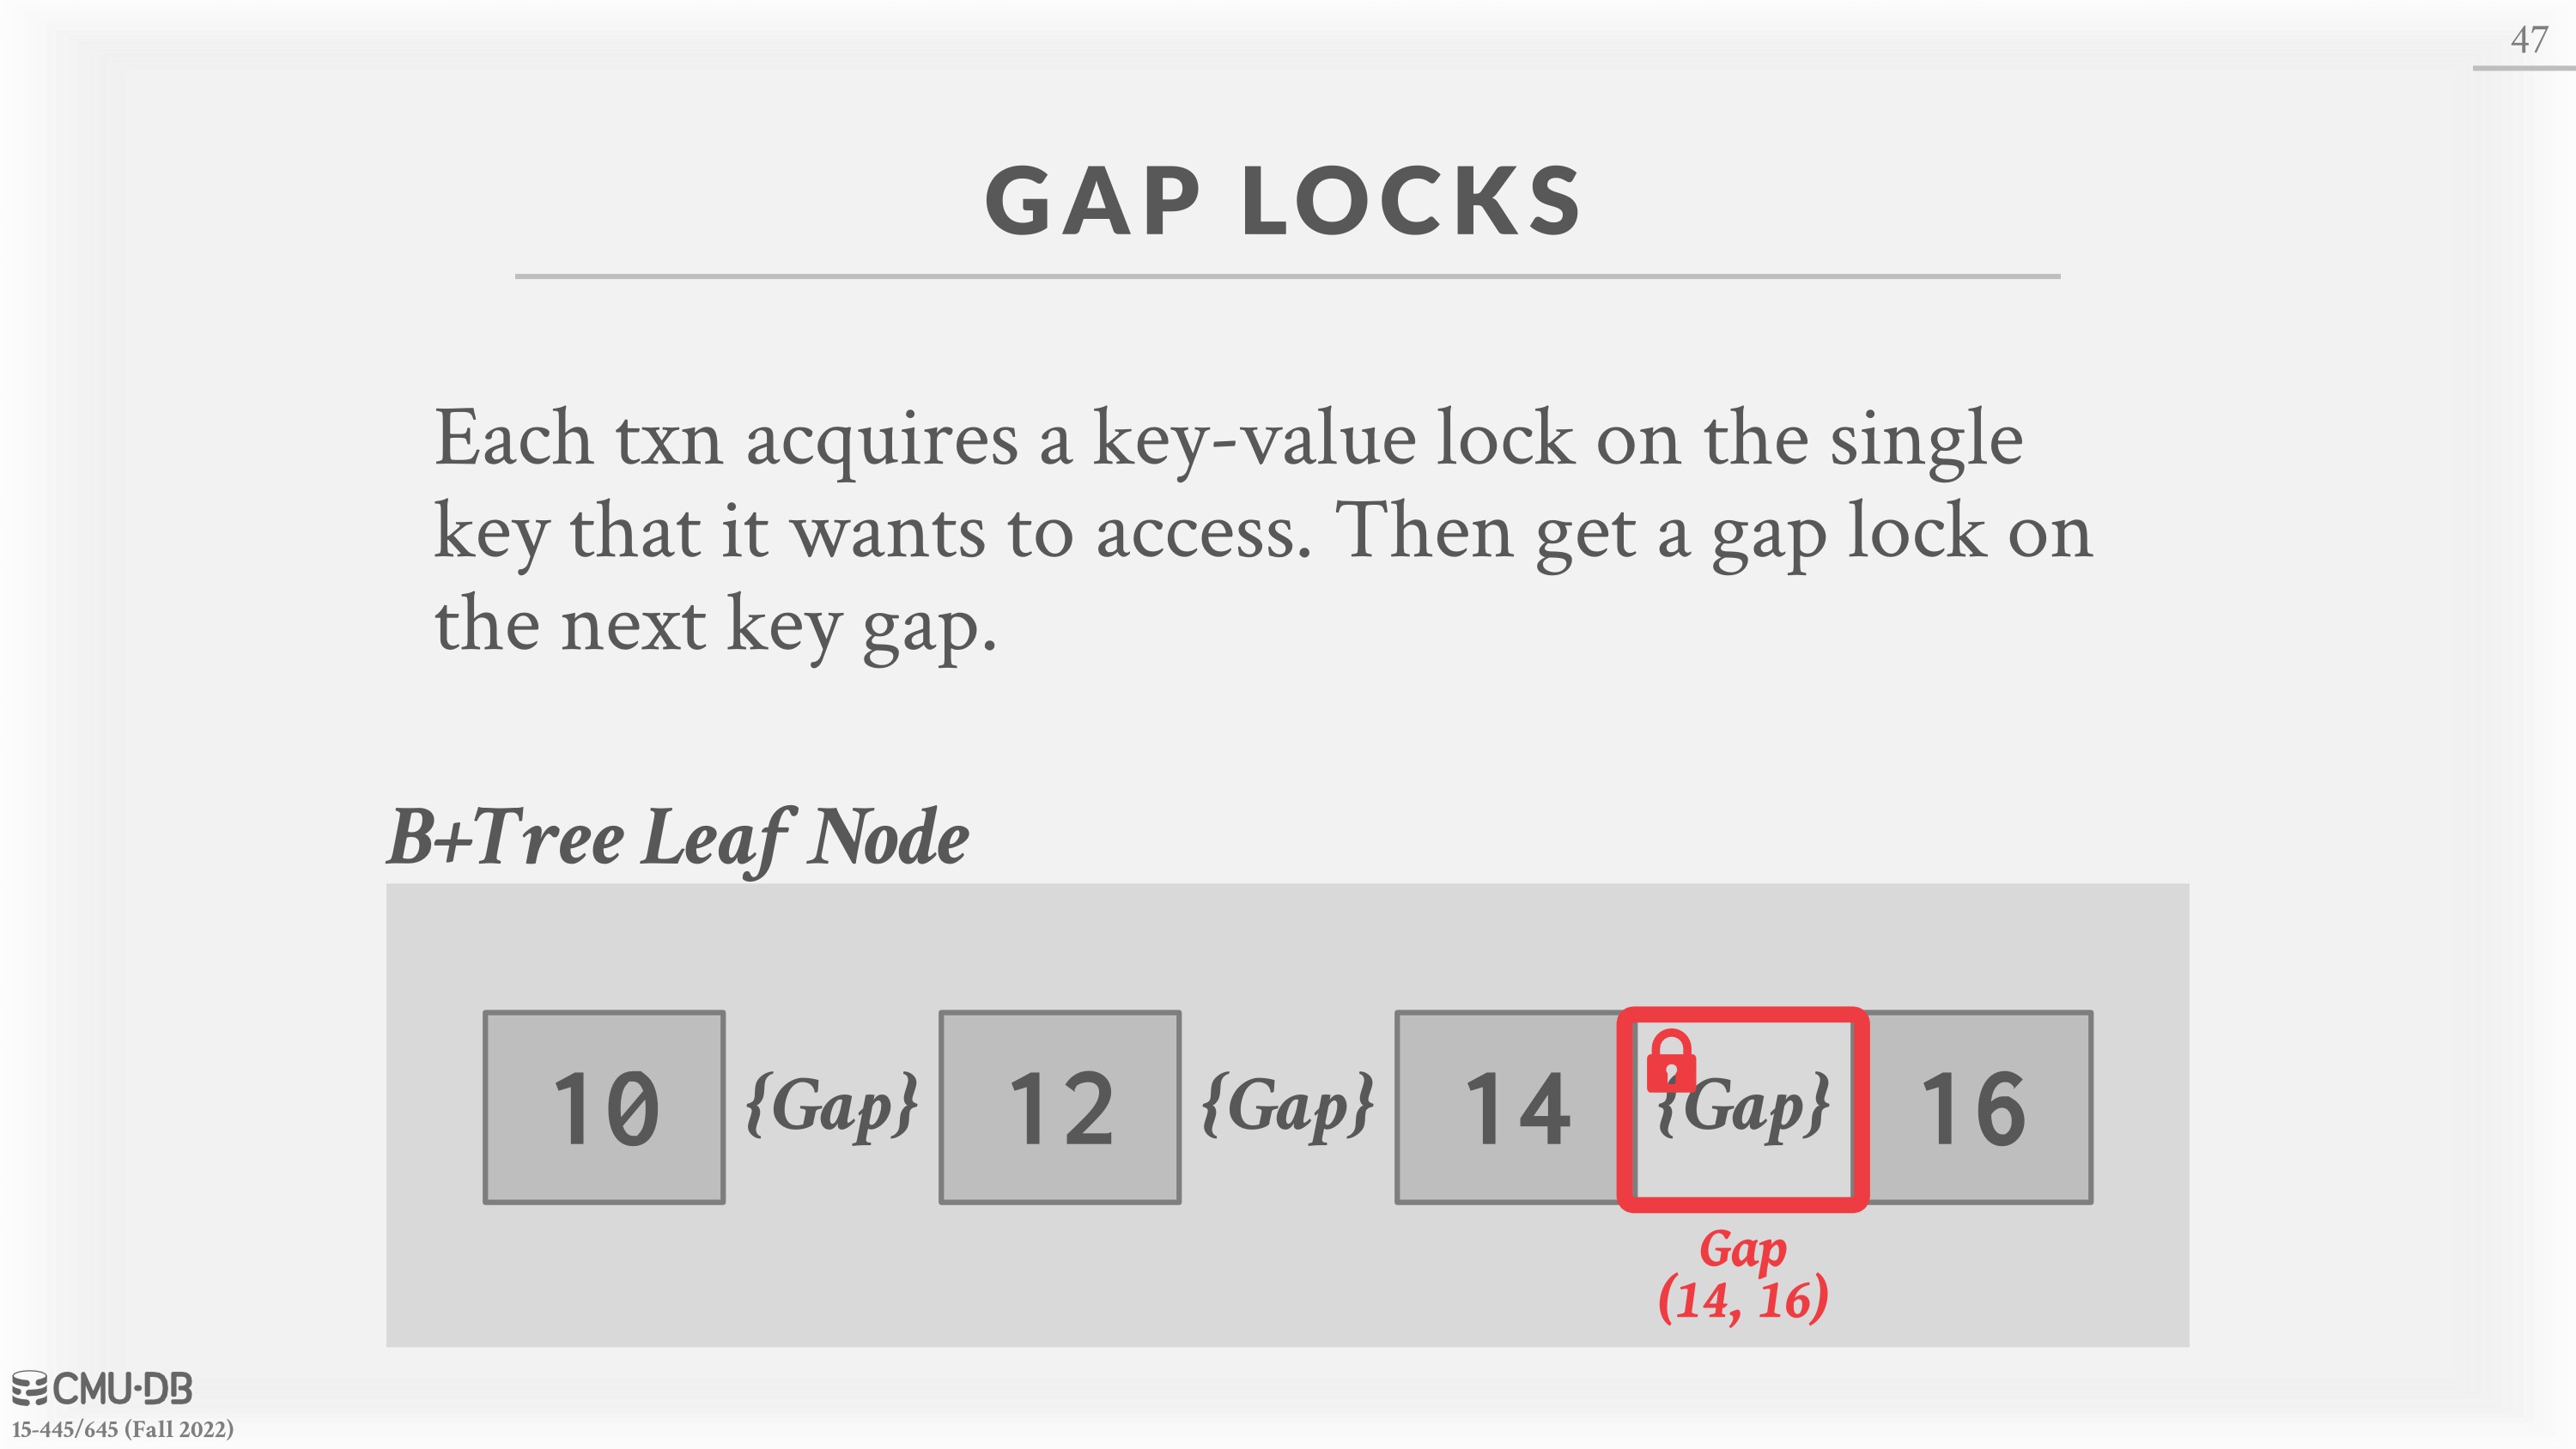 47
GAP LOCKS
Each txn acquires a key-value lock on the single
key that it wants to access. Then get a gap lock on
the next key gap.
B+Tree Leaf Node
10 {Gap} 12 {Gap} 14 {Gap} 16
Gap
(14, 16)
CMU·DB
15-445/645 (Fall 2022)